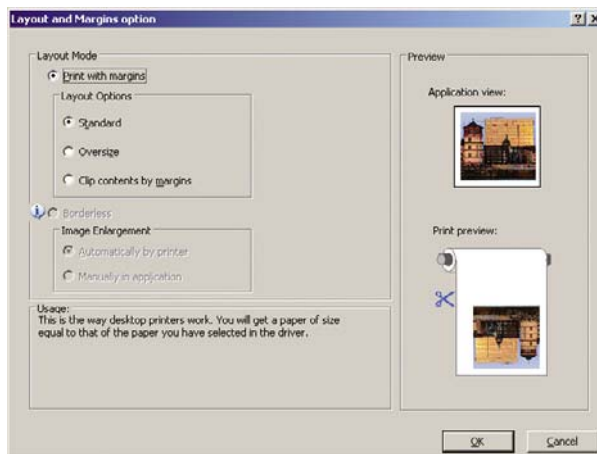 Layout and Margins option
Layout Mode
Print with margins
Layout Options
Standard
Oversize
Clip contents by margins
Borderless
Image Enlargement
Automatically by printer
Manually in application
Usage:
This is the way desktop printers work. You will get a paper of size
equal to that of the paper you have selected in the driver.
Preview
Application view:
Print preview:
OK
Cancel